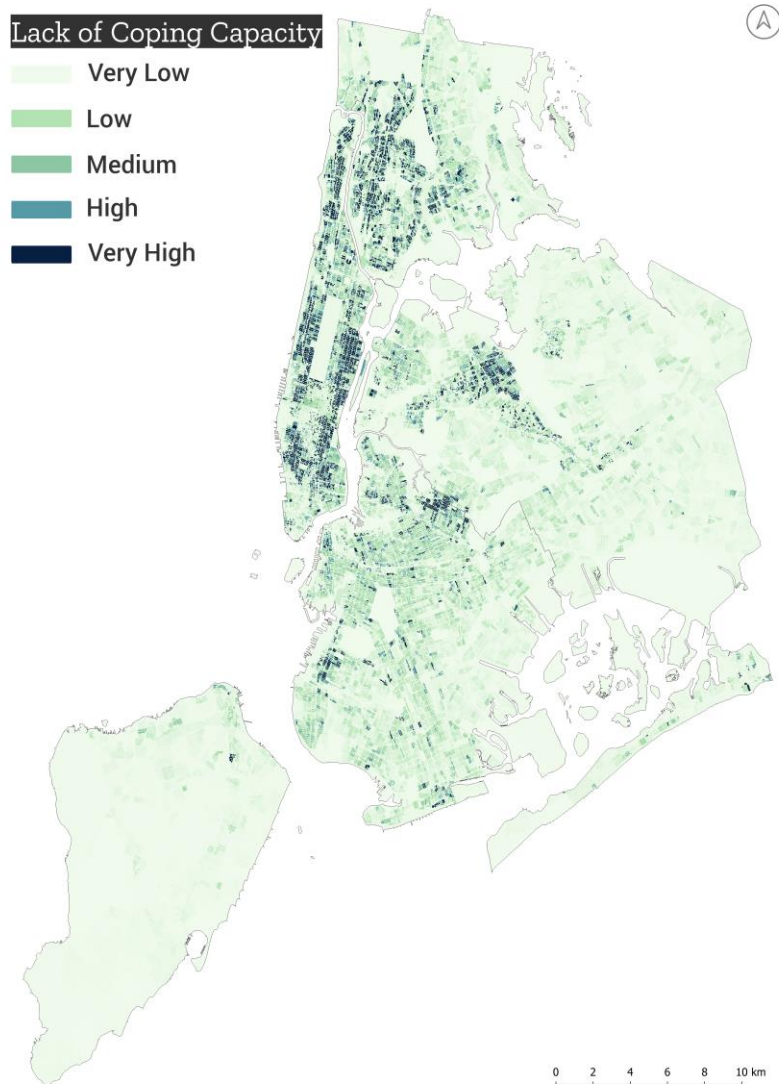 Lack of Coping Capacity
Very Low
Low
Medium
High
Very High
0 2 4 6 8 10 km